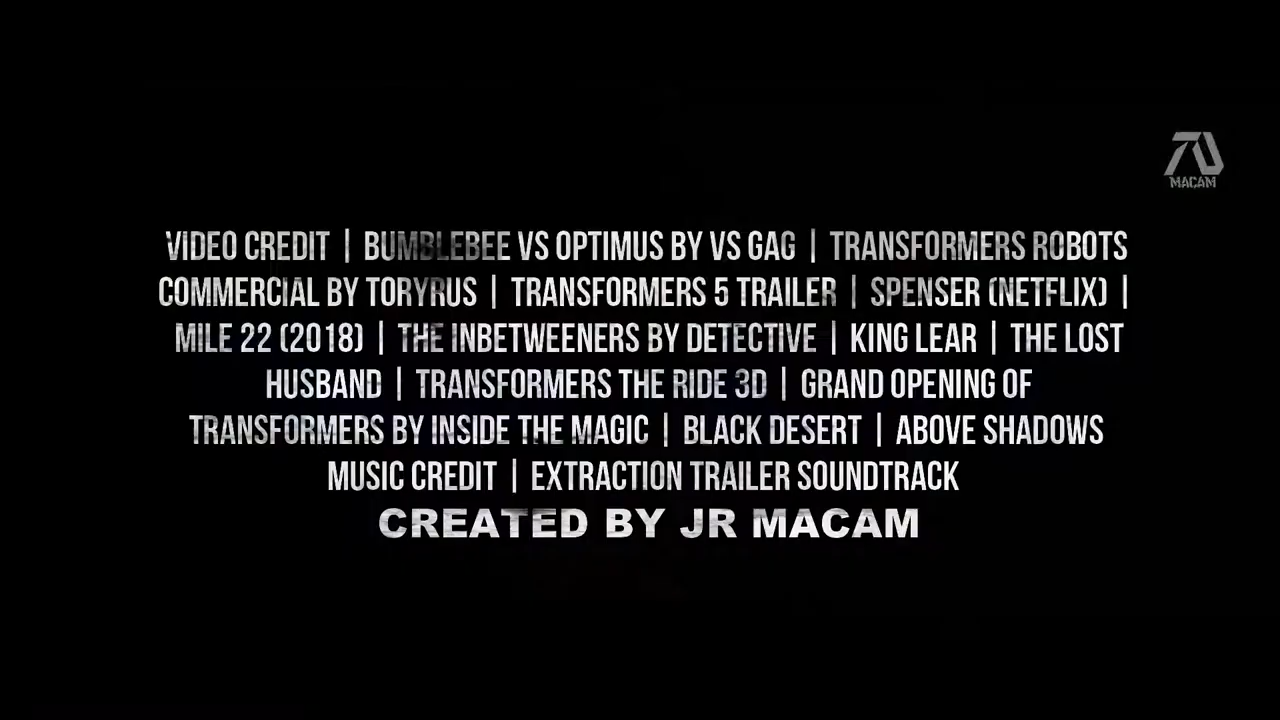 MACAM
VIDEO CREDIT | BUMBLEBEE VS OPTIMUS BY VS GAG | TRANSFORMERS ROBOTS
COMMERCIAL BY TORYRUS | TRANSFORMERS 5 TRAILER | SPENSER (NETFLIX) |
MILE 22 (2018) | THE INBETWEENERS BY DETECTIVE | KING LEAR | THE LOST
HUSBAND | TRANSFORMERS THE RIDE 3D | GRAND OPENING OF
TRANSFORMERS BY INSIDE THE MAGIC | BLACK DESERT | ABOVE SHADOWS
MUSIC CREDIT | EXTRACTION TRAILER SOUNDTRACK
CREATED BY JR MACAM